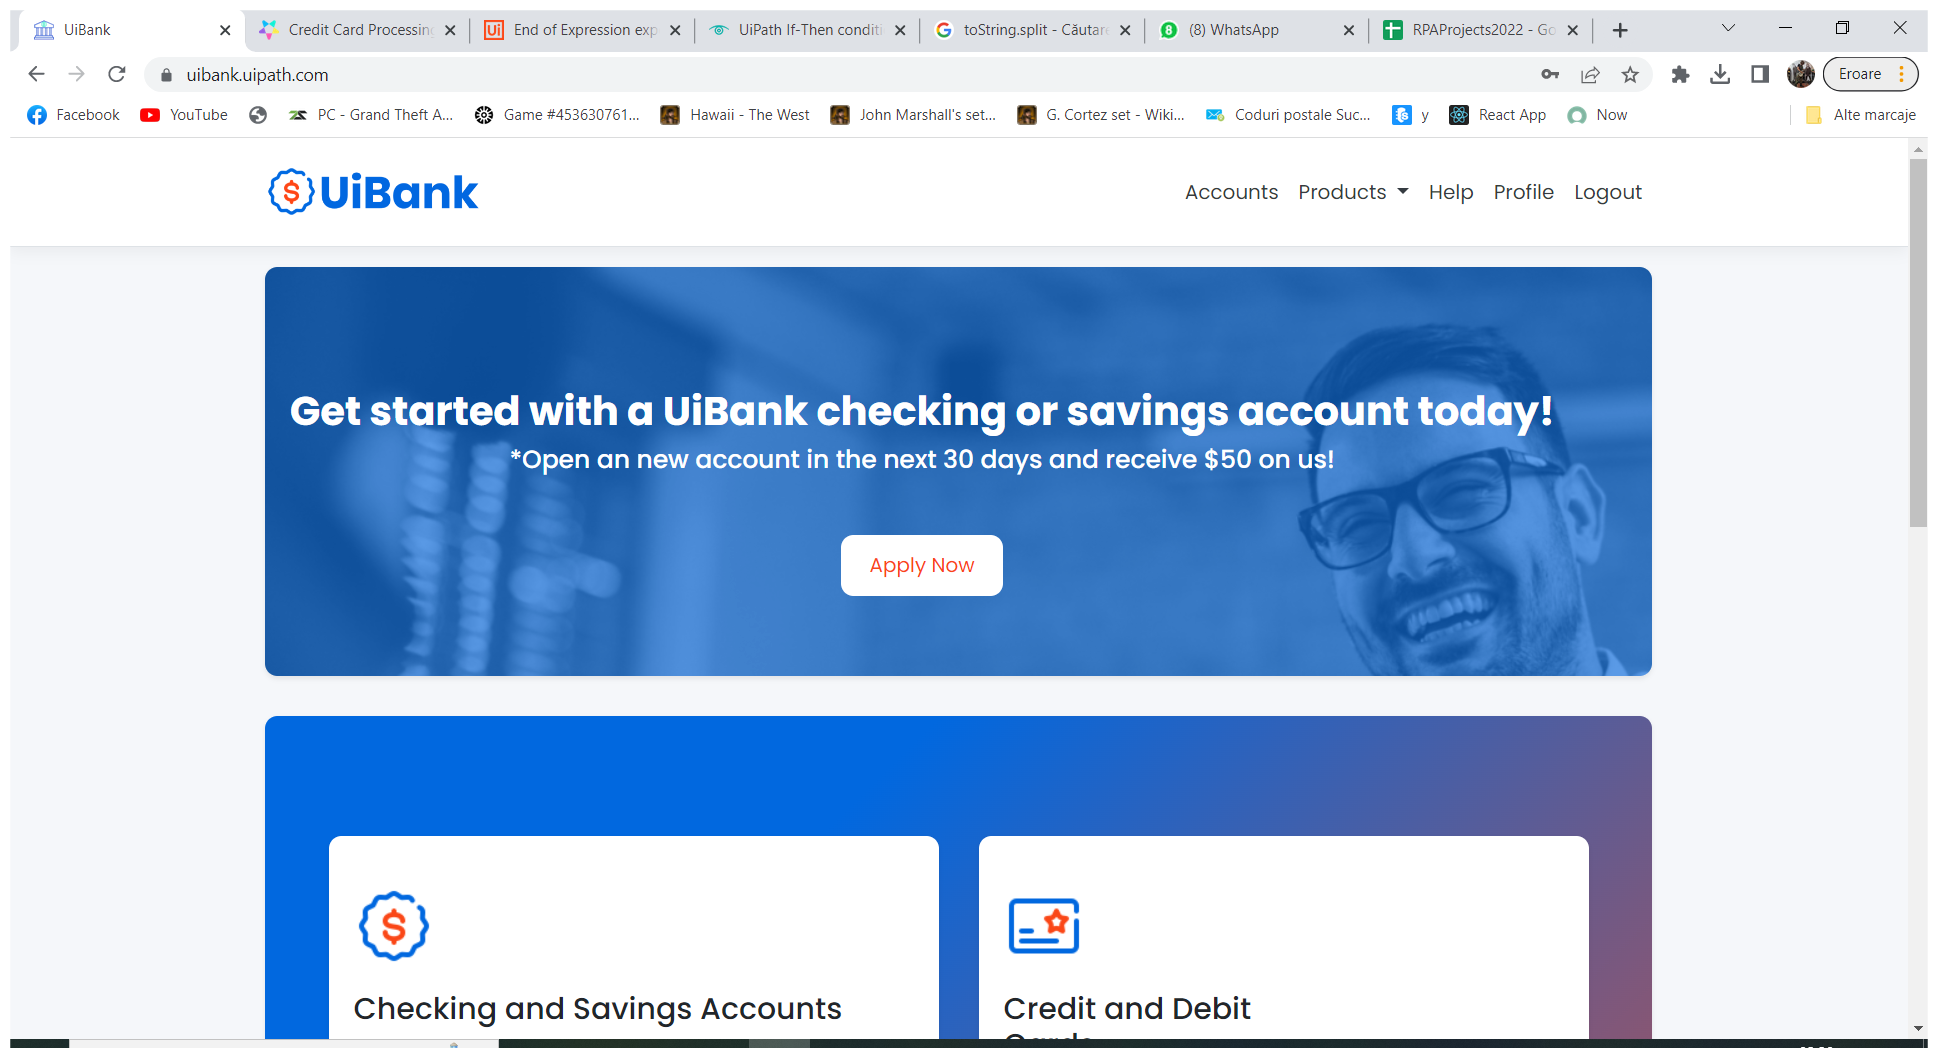 UiBank
Credit Card Processing
End of Expression exp
UiPath If-Then conditi
toString.split - Căutare
(8) WhatsApp
RPAProjects2022 - Go
uibank.uipath.com
Eroare
Facebook
YouTube
PC - Grand Theft A...
Game #453630761...
Hawaii - The West
John Marshall's set...
G. Cortez set - Wiki...
Coduri postale Suc...
y
React App
Now
Alte marcaje
UiBank
Accounts Products Help Profile Logout
Get started with a UiBank checking or savings account today!
*Open an new account in the next 30 days and receive $50 on us!
Apply Now
Checking and Savings Accounts
Credit and Debit